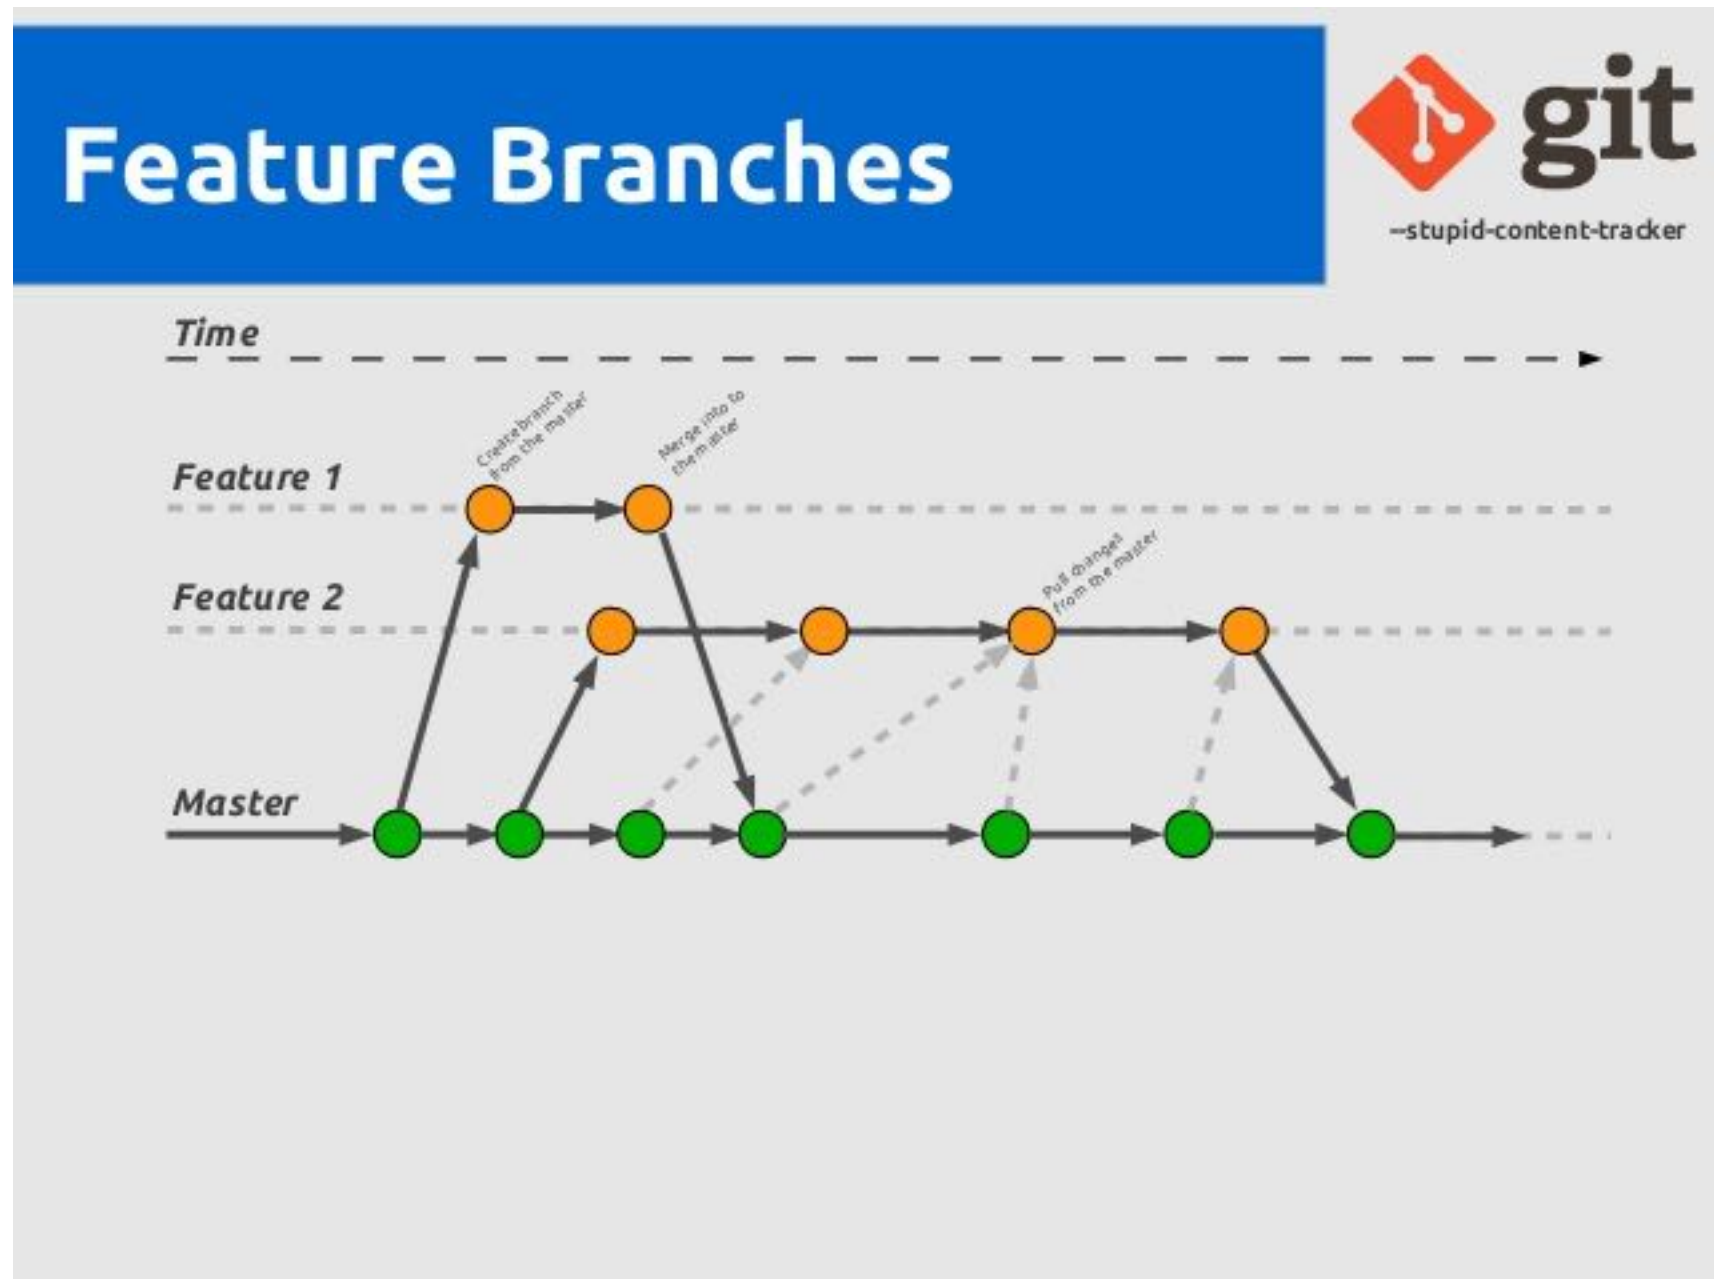 Feature Branches
git
--stupid-content-tracker
Time
Create branch
from the master
Merge into to
the master
Feature 1
Pull changes
from the master
Feature 2
Master